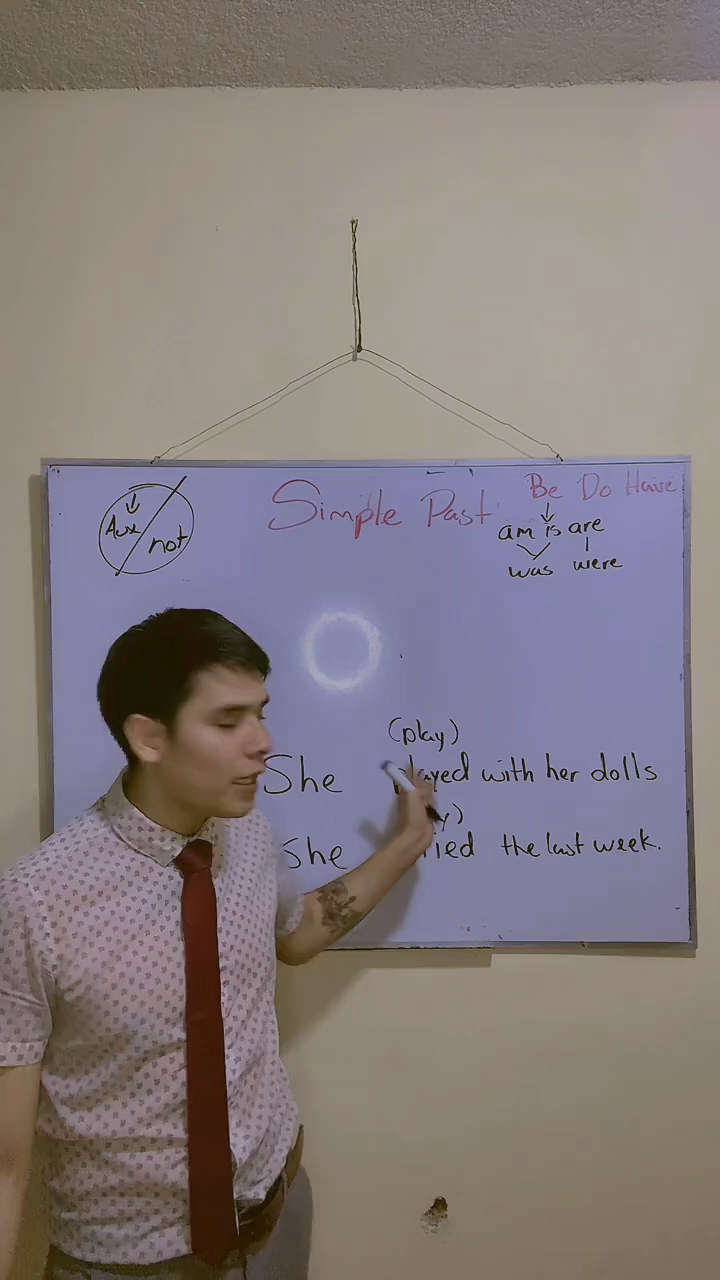 Simple Past
Be Do Have
Aux not
am is are
was were
(play)
She played with her dolls
She the last week.